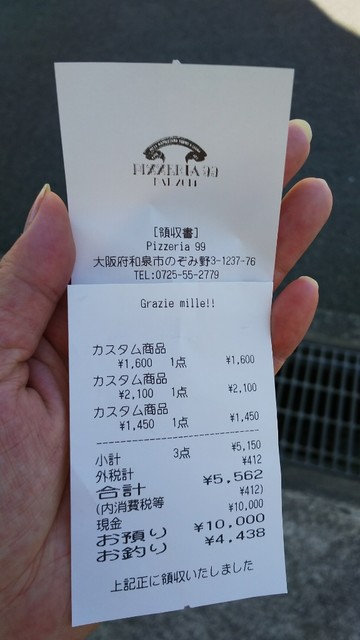 [領収書]
Pizzeria 99
大阪府和泉市のぞみ野3-1237-76
TEL:0725-55-2779
Grazie mille!!
カスタム商品
¥1,600 1点 ¥1,600
カスタム商品
¥2,100 1点 ¥2,100
カスタム商品
¥1,450 1点 ¥1,450
小計 3点 ¥5,150
外税計 ¥412
合計 ¥5,562
(内消費税等 ¥412)
現金 ¥10,000
お預り ¥10,000
お釣り ¥4,438
上記正に領収いたしました